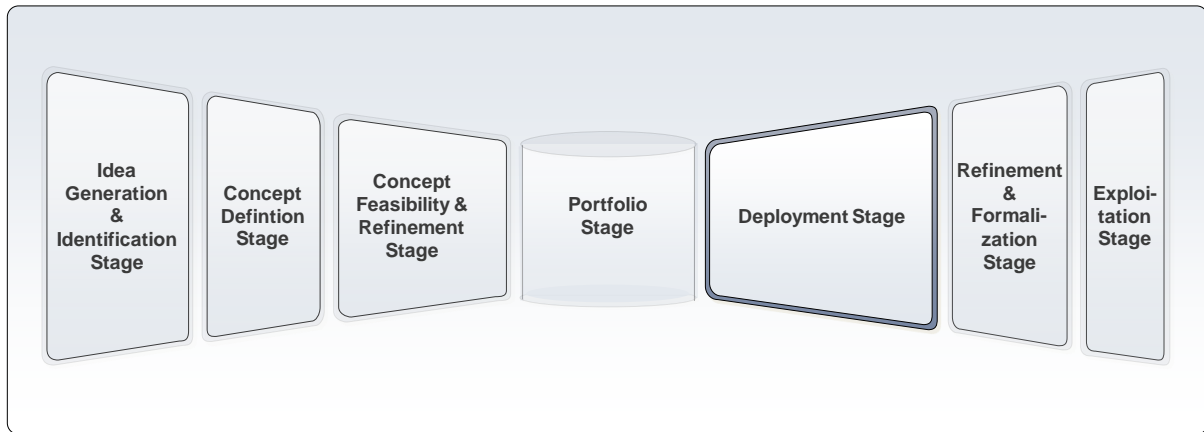 Idea
Generation
&
Identification
Stage
Concept
Defintion
Stage
Concept
Feasibility &
Refinement
Stage
Portfolio
Stage
Deployment Stage
Refinement
&
Formali-
zation
Stage
Exploi-
tation
Stage